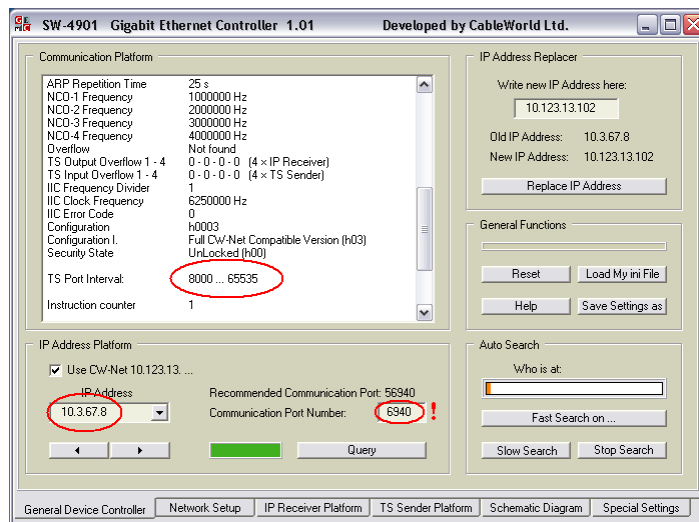 SW-4901 Gigabit Ethernet Controller 1.01 Developed by CableWorld Ltd.
Communication Platform
ARP Repetition Time 25 s
NCO-1 Frequency 1000000 Hz
NCO-2 Frequency 2000000 Hz
NCO-3 Frequency 3000000 Hz
NCO-4 Frequency 4000000 Hz
Overflow Not found
TS Output Overflow 1 - 4 0 - 0 - 0 - 0 (4 × IP Receiver)
TS Input Overflow 1 - 4 0 - 0 - 0 - 0 (4 × TS Sender)
IIC Frequency Divider 1
IIC Clock Frequency 6250000 Hz
IIC Error Code 0
Configuration h0003
Configuration I. Full CW-Net Compatible Version (h03)
Security State UnLocked (h00)
TS Port Interval: 8000 ... 65535
Instruction counter 1
IP Address Replacer
Write new IP Address here:
10.123.13.102
Old IP Address: 10.3.67.8
New IP Address: 10.123.13.102
Replace IP Address
General Functions
Reset Load My ini File
Help Save Settings as
IP Address Platform
Use CW-Net 10.123.13. ...
IP Address Recommended Communication Port: 56940
10.3.67.8 Communication Port Number: 6940 !
Query
Auto Search
Who is at:
Fast Search on ...
Slow Search Stop Search
General Device Controller Network Setup IP Receiver Platform TS Sender Platform Schematic Diagram Special Settings